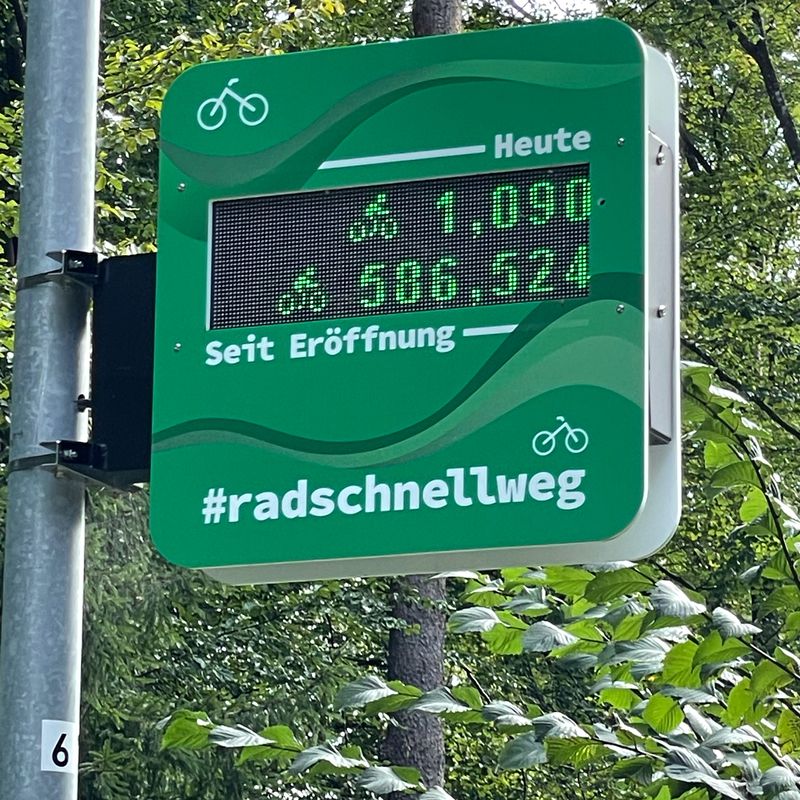 Heute
1.090
586.524
Seit Eröffnung
#radschnellweg
6